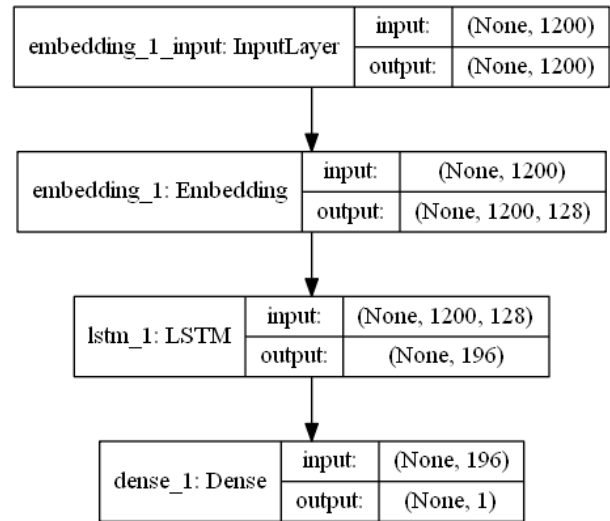 embedding_1_input: InputLayer
input: (None, 1200)
output: (None, 1200)
embedding_1: Embedding
input: (None, 1200)
output: (None, 1200, 128)
lstm_1: LSTM
input: (None, 1200, 128)
output: (None, 196)
dense_1: Dense
input: (None, 196)
output: (None, 1)